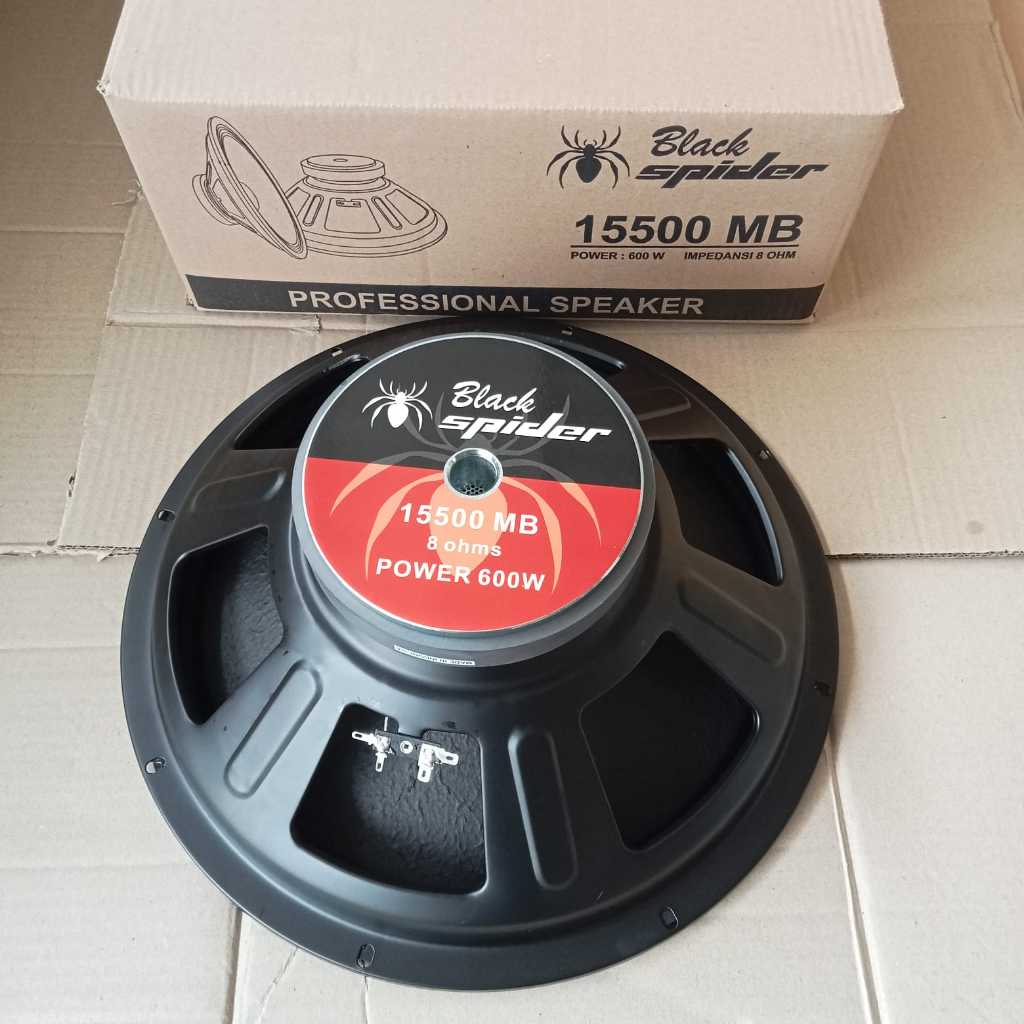 Black
spider
15500 MB
POWER : 600 W IMPEDANSI 8 OHM
PROFESSIONAL SPEAKER
Black
spider
15500 MB
8 ohms
POWER 600W